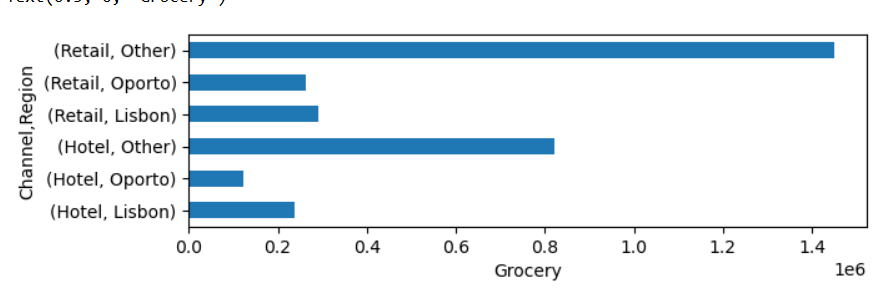 (Retail, Other)
(Retail, Oporto)
(Retail, Lisbon)
(Hotel, Other)
(Hotel, Oporto)
(Hotel, Lisbon)
Channel,Region
0.0 0.2 0.4 0.6 0.8 1.0 1.2 1.4
1e6
Grocery